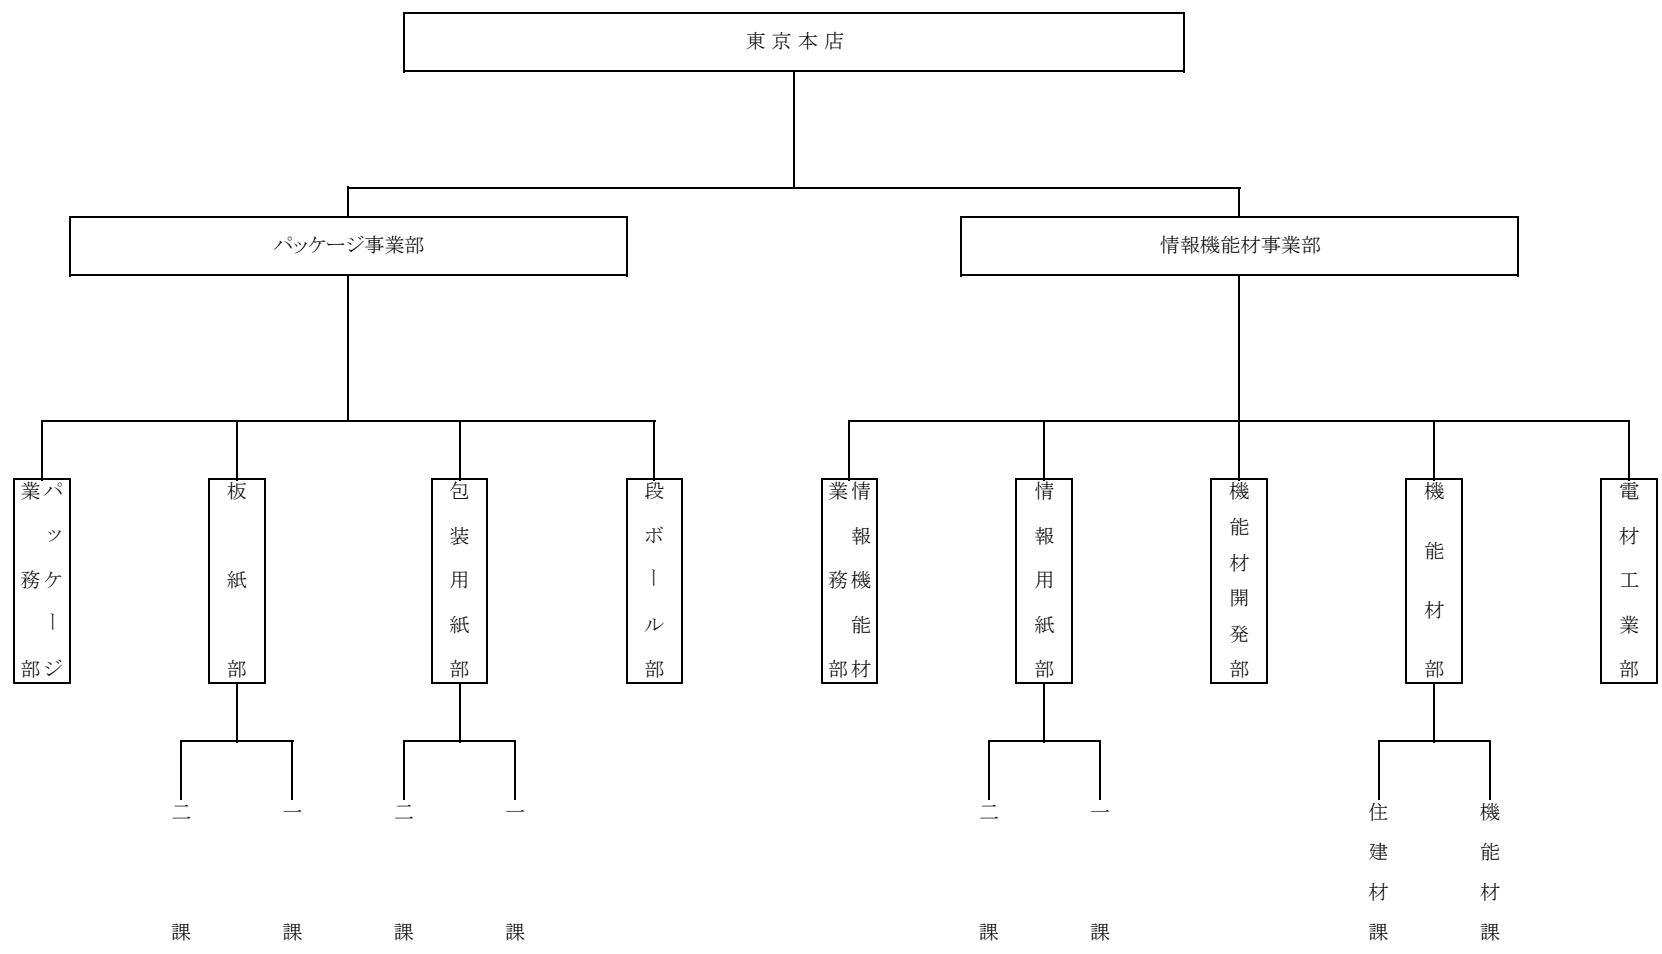 東京本店
パッケージ事業部
情報機能材事業部
パッケージ
業務部
板紙部
包装用紙部
段ボール部
情報機能材
業務部
情報用紙部
機能材開発部
機能材部
電材工業部
二課
一課
二課
一課
二課
一課
住建材課
機能材課